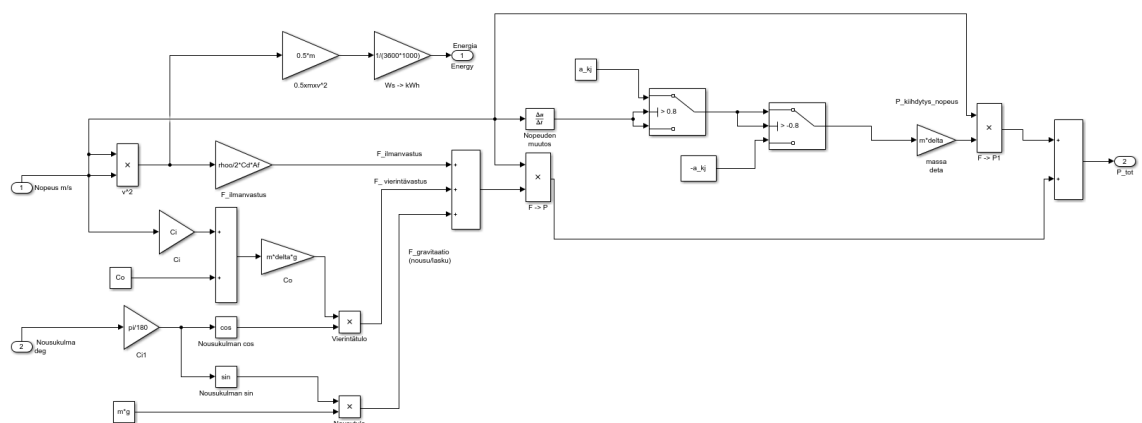 0.5*m
0.5xmxv^2
1/(3600*1000)
Ws -> kWh
Energia
1
Energy
a_kj
> 0.8
Δu
Δt
Nopeuden
muutos
> -0.8
-a_kj
P_kiihdytys_nopeus
m*delta
massa
deta
×
F -> P1
2
P_tot
1
Nopeus m/s
×
v^2
rhoo/2*Cd*Af
F_ilmanvastus
F_ilmanvastus
F_ vierintävastus
F_gravitaatio
(nousu/lasku)
×
F -> P
Ci
Ci
Co
m*delta*g
Co
×
Vierintätulo
2
Nousukulma
deg
pi/180
Ci1
cos
Nousukulman cos
sin
Nousukulman sin
m*g
×
+
+
+
+
+
+
+